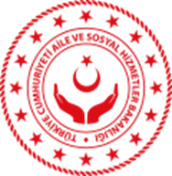 TÜRKİYE CUMHURİYETİ AİLE VE SOSYAL HİZMETLER BAKANLIĞI